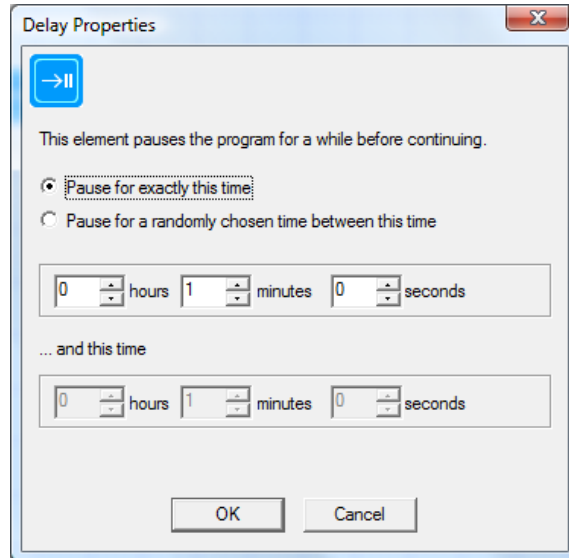 Delay Properties
This element pauses the program for a while before continuing.
Pause for exactly this time
Pause for a randomly chosen time between this time
0 hours 1 minutes 0 seconds
... and this time
0 hours 1 minutes 0 seconds
OK Cancel